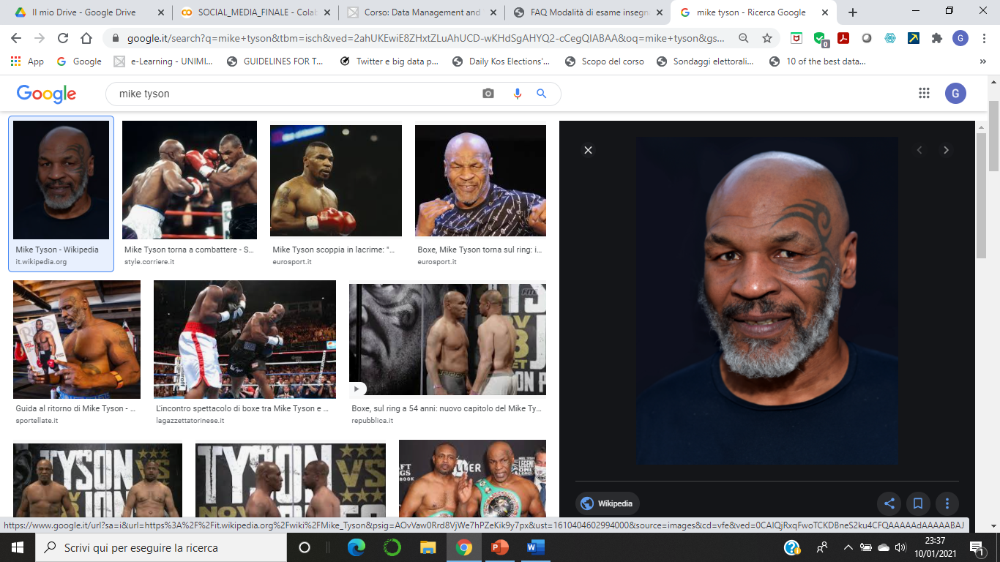 Il mio Drive - Google Drive
SOCIAL_MEDIA_FINALE - Colab
Corso: Data Management and
FAQ Modalità di esame insegn
mike tyson - Ricerca Google
google.it/search?q=mike+tyson&tbm=isch&ved=2ahUKEwiE8ZHxtZLuAhUCD-wKHdSgAHYQ2-cCegQIABAA&oq=mike+tyson&gs...
0
G
App
Google
e-Learning - UNIMI...
GUIDELINES FOR T...
Twitter e big data p...
Daily Kos Elections'...
Scopo del corso
Sondaggi elettorali...
10 of the best data...
»
Google
mike tyson
G
Mike Tyson - Wikipedia
it.wikipedia.org
Mike Tyson torna a combattere - S...
style.corriere.it
Mike Tyson scoppia in lacrime: "...
eurosport.it
Boxe, Mike Tyson torna sul ring: i...
eurosport.it
Guida al ritorno di Mike Tyson - ...
sportellate.it
L'incontro spettacolo di boxe tra Mike Tyson e ...
lagazzettatorinese.it
FITE
Boxe, sul ring a 54 anni: nuovo capitolo del Mike Ty...
repubblica.it
TYSON
VS
TYSON
VS
NOV
Wikipedia
https://www.google.it/url?sa=i&url=https%3A%2F%2Fit.wikipedia.org%2Fwiki%2FMike_Tyson&psig=AOvVaw0Rrd8VjWe7hPZeKik9y7px&ust=1610404602994000&source=images&cd=vfe&ved=0CAIQjRxqFwoTCKDBneS2ku4CFQAAAAAdAAAAABAJ
Scrivi qui per eseguire la ricerca
23:37
10/01/2021
1